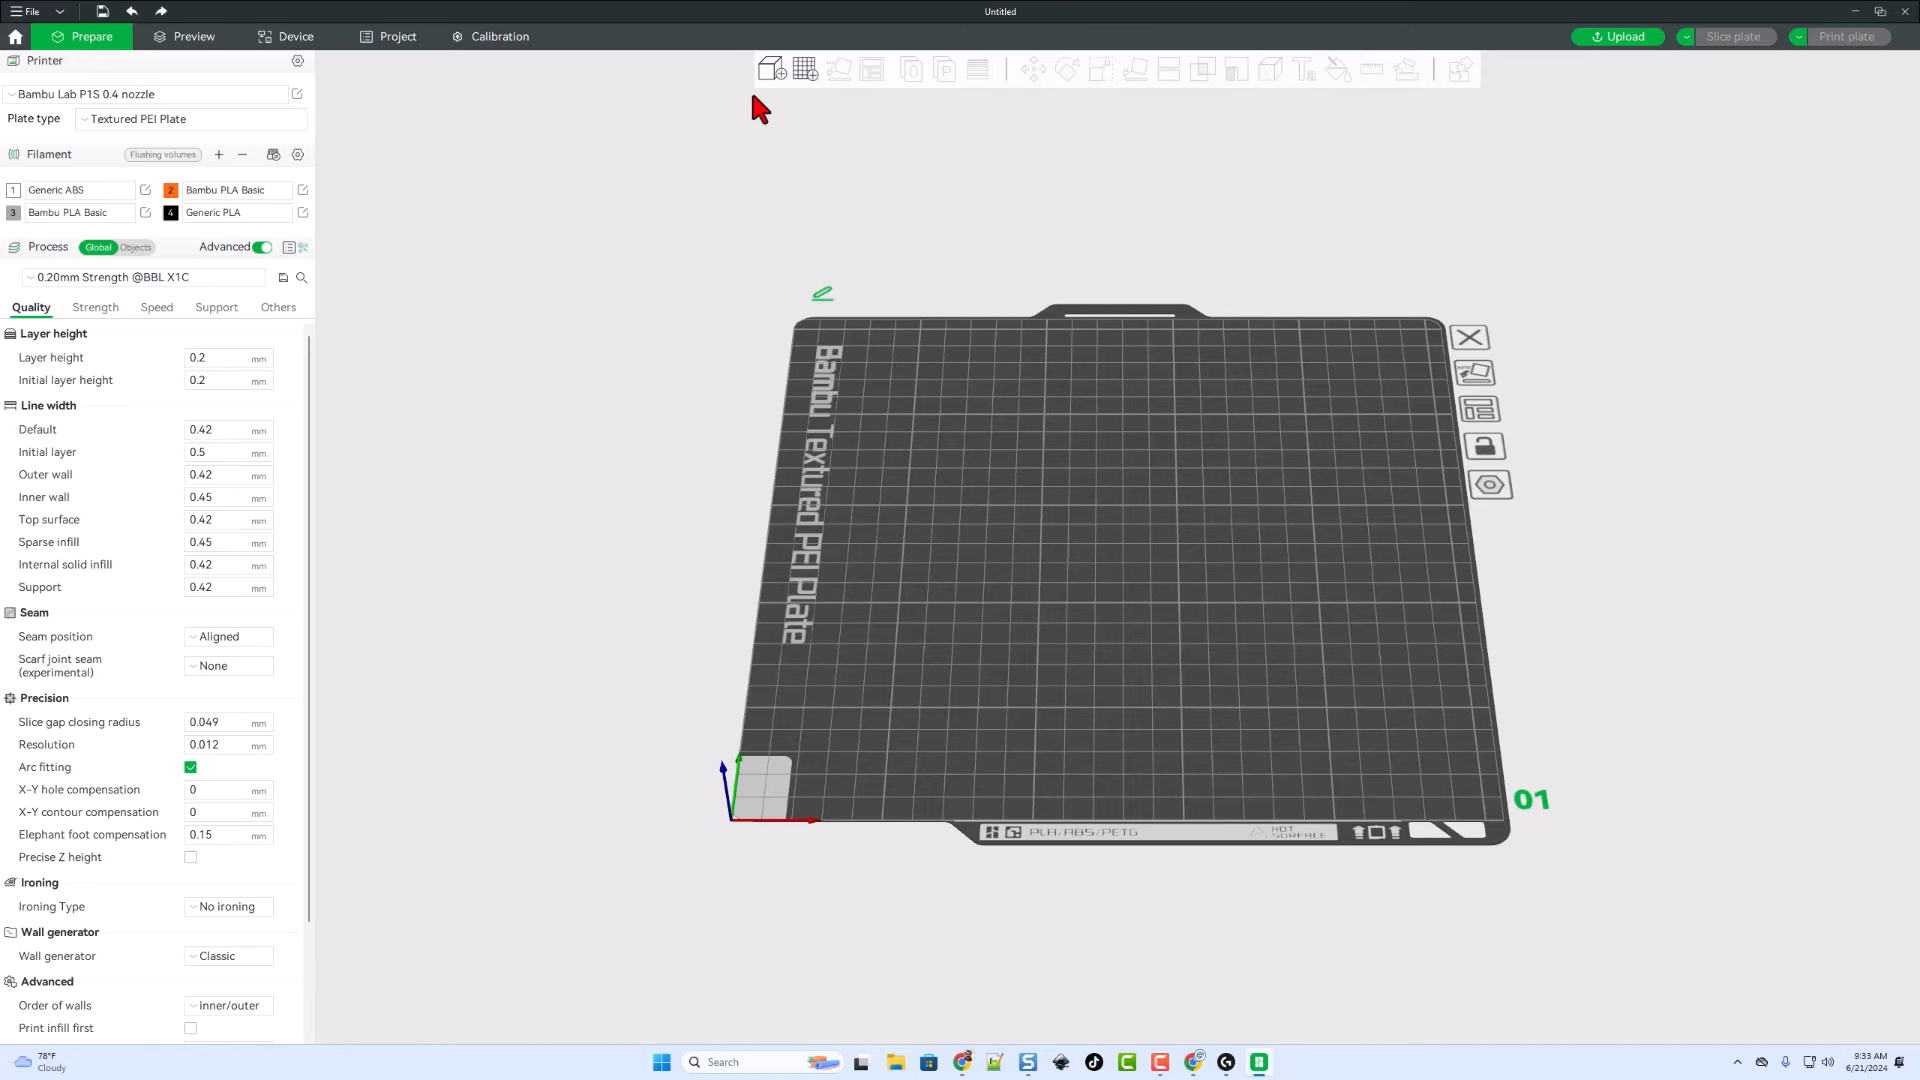 File
Untitled
Prepare
Preview
Device
Project
Calibration
Upload
Slice plate
Print plate
Printer
Bambu Lab P1S 0.4 nozzle
Plate type
Textured PEI Plate
Filament
Flushing volumes
1 Generic ABS
2 Bambu PLA Basic
3 Bambu PLA Basic
4 Generic PLA
Process
Global Objects
Advanced
0.20mm Strength @BBL X1C
Quality
Strength
Speed
Support
Others
Layer height
Layer height 0.2 mm
Initial layer height 0.2 mm
Line width
Default 0.42 mm
Initial layer 0.5 mm
Outer wall 0.42 mm
Inner wall 0.45 mm
Top surface 0.42 mm
Sparse infill 0.45 mm
Internal solid infill 0.42 mm
Support 0.42 mm
Seam
Seam position Aligned
Scarf joint seam
(experimental) None
Precision
Slice gap closing radius 0.049 mm
Resolution 0.012 mm
Arc fitting
X-Y hole compensation 0 mm
X-Y contour compensation 0 mm
Elephant foot compensation 0.15 mm
Precise Z height
Ironing
Ironing Type No ironing
Wall generator
Wall generator Classic
Advanced
Order of walls inner/outer
Print infill first
Bambu Textured PEI Plate
AUTO
01
PLA/ABS/PETG
HOT
SURFACE
78°F
Cloudy
Search
9:33 AM
6/21/2024